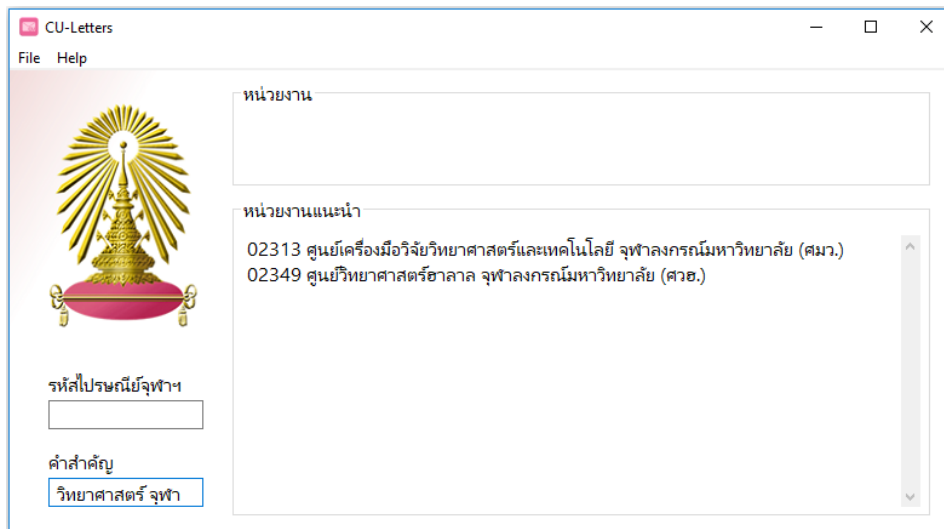 CU-Letters
File Help
หน่วยงาน
หน่วยงานแนะนำ
02313 ศูนย์เครื่องมือวิจัยวิทยาศาสตร์และเทคโนโลยี จุฬาลงกรณ์มหาวิทยาลัย (ศมว.)
02349 ศูนย์วิทยาศาสตร์ฮาลาล จุฬาลงกรณ์มหาวิทยาลัย (ศวฮ.)
รหัสไปรษณีย์จุฬาฯ
คำสำคัญ
วิทยาศาสตร์ จุฬา